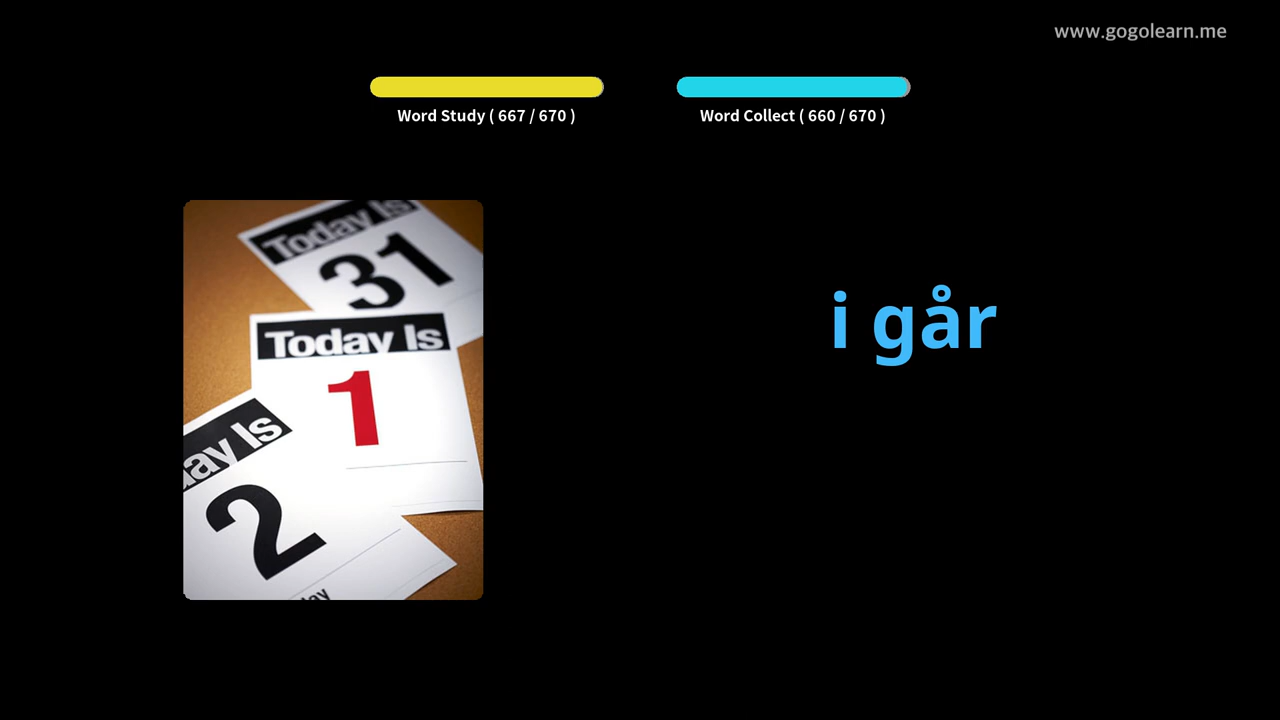 www.gogolearn.me
Word Study ( 667 / 670 )
Word Collect ( 660 / 670 )
Today Is
31
Today Is
1
ay Is
2
i går